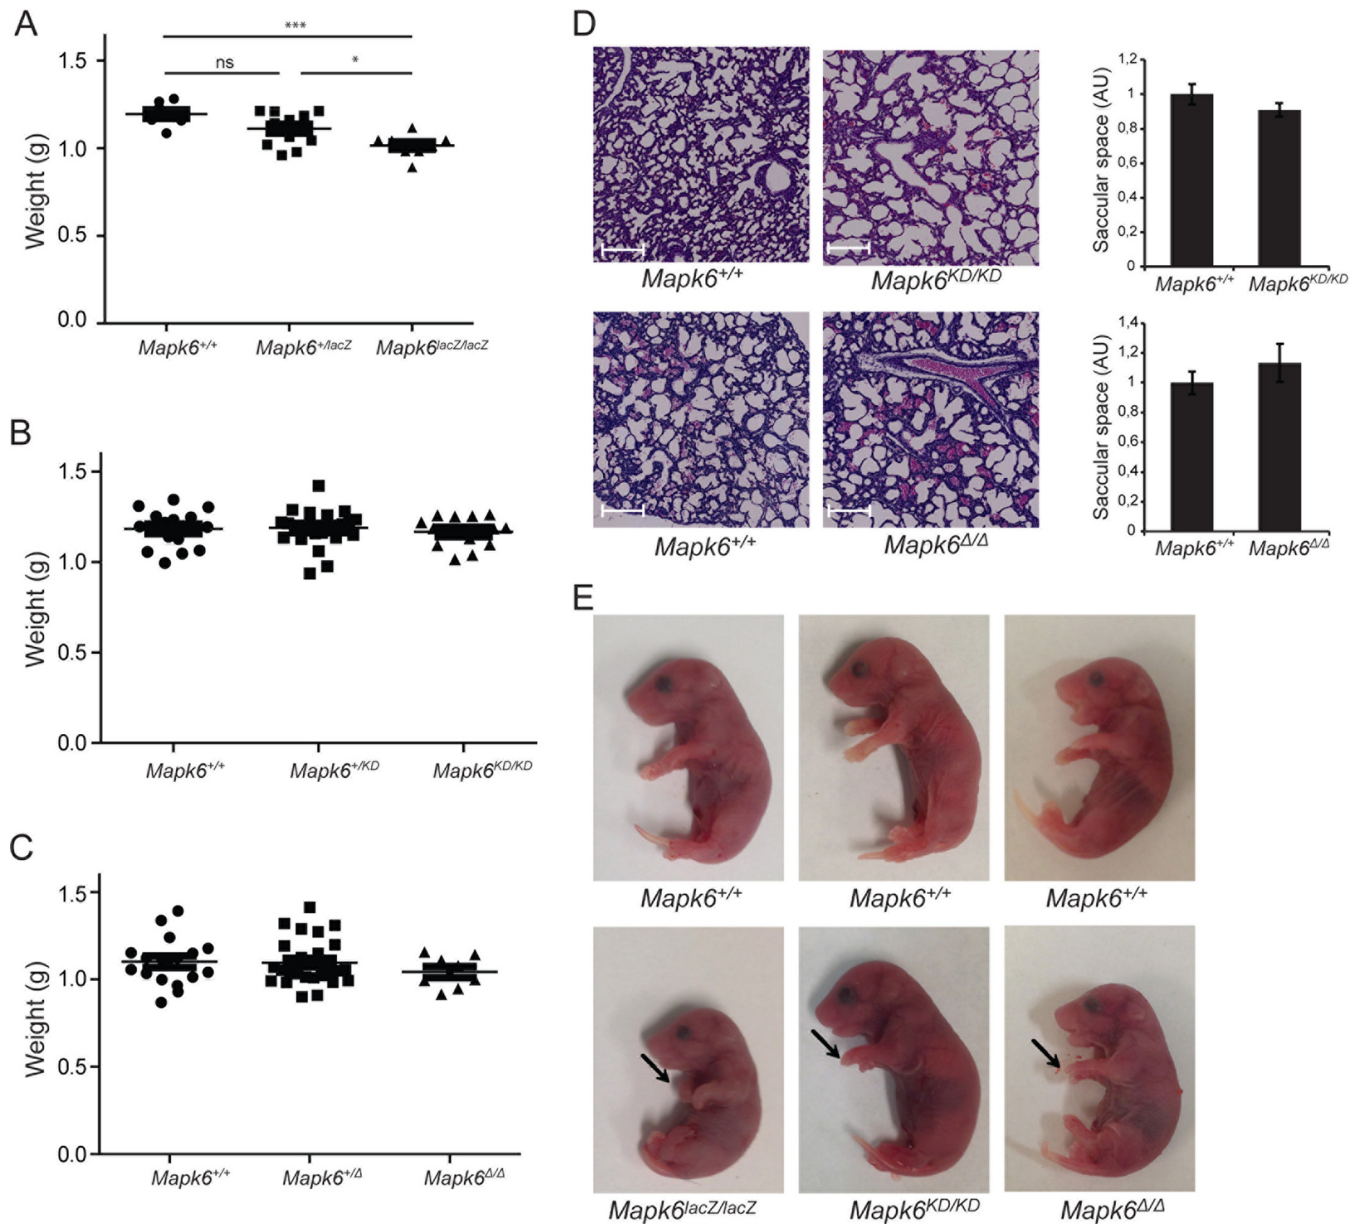 A
***
ns
*
Weight (g)
1.5
1.0
0.5
0.0
Mapk6+/+
Mapk6+/lacZ
Mapk6lacZ/lacZ
B
Weight (g)
1.5
1.0
0.5
0.0
Mapk6+/+
Mapk6+/KD
Mapk6KD/KD
C
Weight (g)
1.5
1.0
0.5
0.0
Mapk6+/+
Mapk6+/Δ
Mapk6Δ/Δ
D
Mapk6+/+
Mapk6KD/KD
Saccular space (AU)
1,2
1
0,8
0,6
0,4
0,2
0
Mapk6+/+
Mapk6KD/KD
Mapk6+/+
Mapk6Δ/Δ
Saccular space (AU)
1,4
1,2
1
0,8
0,6
0,4
0,2
0
Mapk6+/+
Mapk6Δ/Δ
E
Mapk6+/+
Mapk6+/+
Mapk6+/+
Mapk6lacZ/lacZ
Mapk6KD/KD
Mapk6Δ/Δ